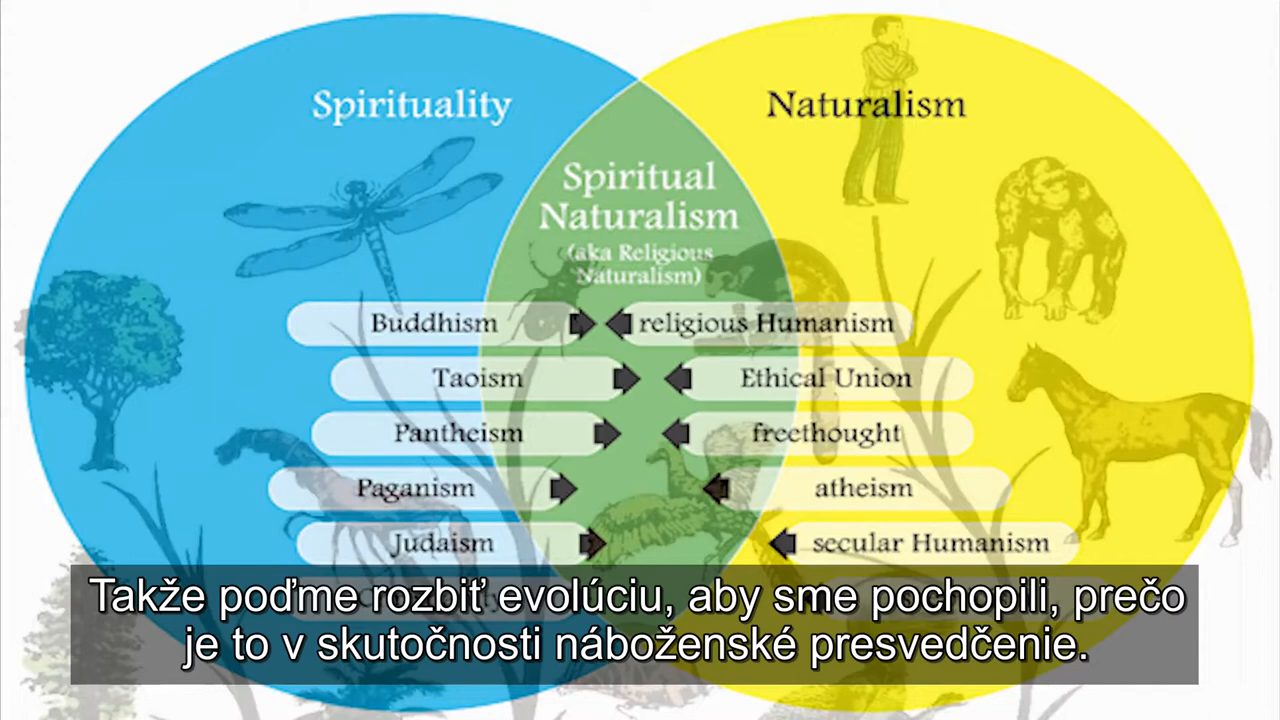 Spirituality
Naturalism
Spiritual
Naturalism
(aka Religious
Naturalism)
Buddhism
religious Humanism
Taoism
Ethical Union
Pantheism
freethought
Paganism
atheism
Judaism
secular Humanism
Takže poďme rozbiť evolúciu, aby sme pochopili, prečo
je to v skutočnosti náboženské presvedčenie.